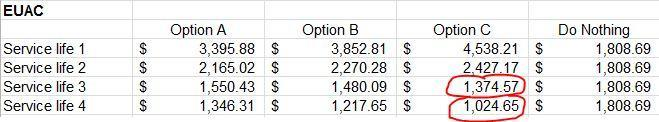 EUAC
Option A Option B Option C Do Nothing
Service life 1 $ 3,395.88 $ 3,852.81 $ 4,538.21 $ 1,808.69
Service life 2 $ 2,165.02 $ 2,270.28 $ 2,427.17 $ 1,808.69
Service life 3 $ 1,550.43 $ 1,480.09 $ 1,374.57 $ 1,808.69
Service life 4 $ 1,346.31 $ 1,217.65 $ 1,024.65 $ 1,808.69